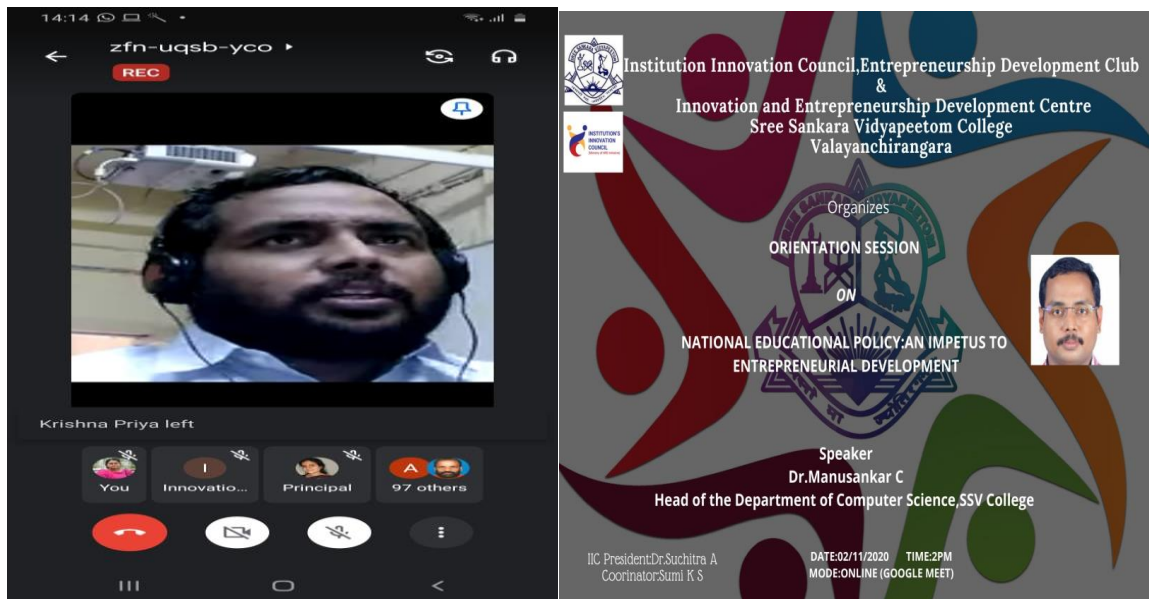 14:14
zfn-uqsb-yco
REC
Krishna Priya left
You
Innovatio...
Principal
A
97 others
I
Institution Innovation Council,Entrepreneurship Development Club
&
Innovation and Entrepreneurship Development Centre
Sree Sankara Vidyapeetom College
Valayanchirangara
INSTITUTION'S
INNOVATION
COUNCIL
Organizes
ORIENTATION SESSION
ON
NATIONAL EDUCATIONAL POLICY:AN IMPETUS TO
ENTREPRENEURIAL DEVELOPMENT
Speaker
Dr.Manusankar C
Head of the Department of Computer Science,SSV College
IIC President:Dr.Suchitra A
Coorinator:Sumi K S
DATE:02/11/2020 TIME:2PM
MODE:ONLINE (GOOGLE MEET)